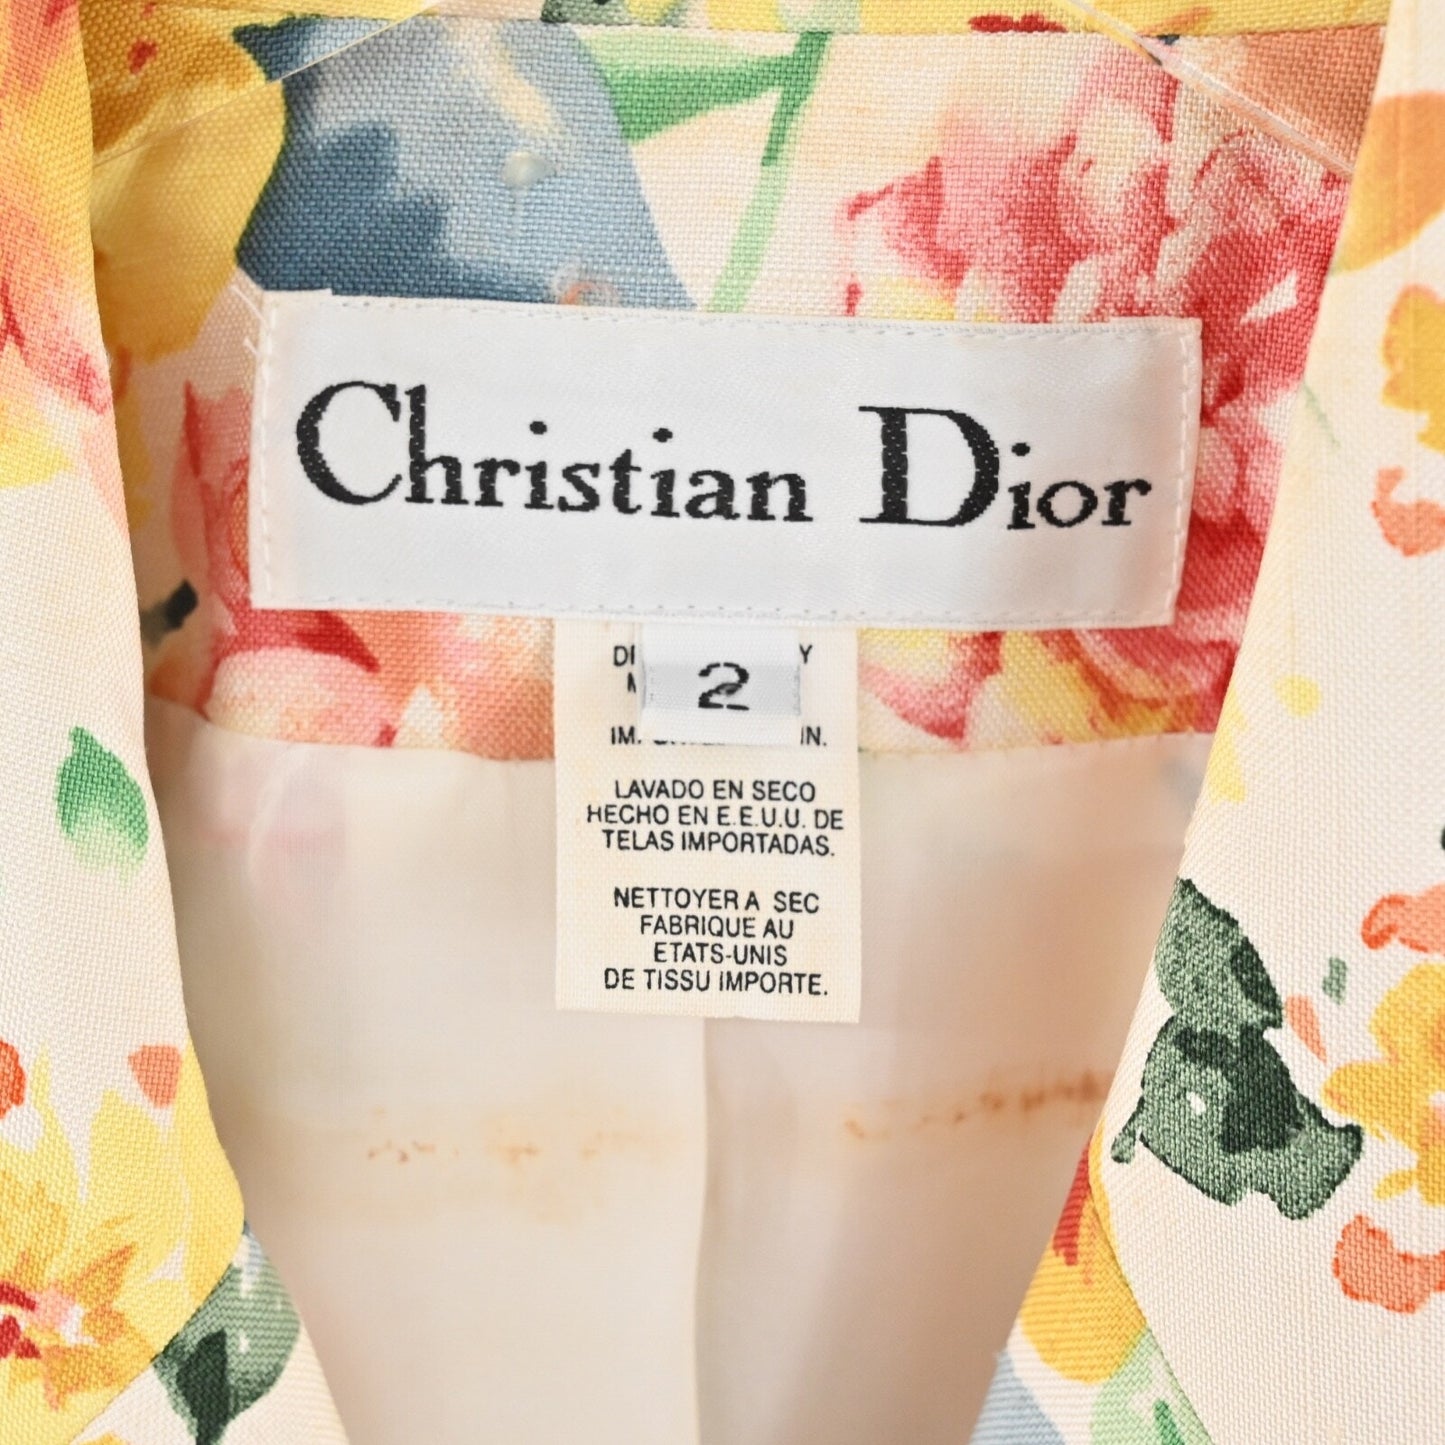 Christian Dior
2
LAVADO EN SECO
HECHO EN E.E.U.U. DE
TELAS IMPORTADAS.
NETTOYER A SEC
FABRIQUE AU
ETATS-UNIS
DE TISSU IMPORTE.